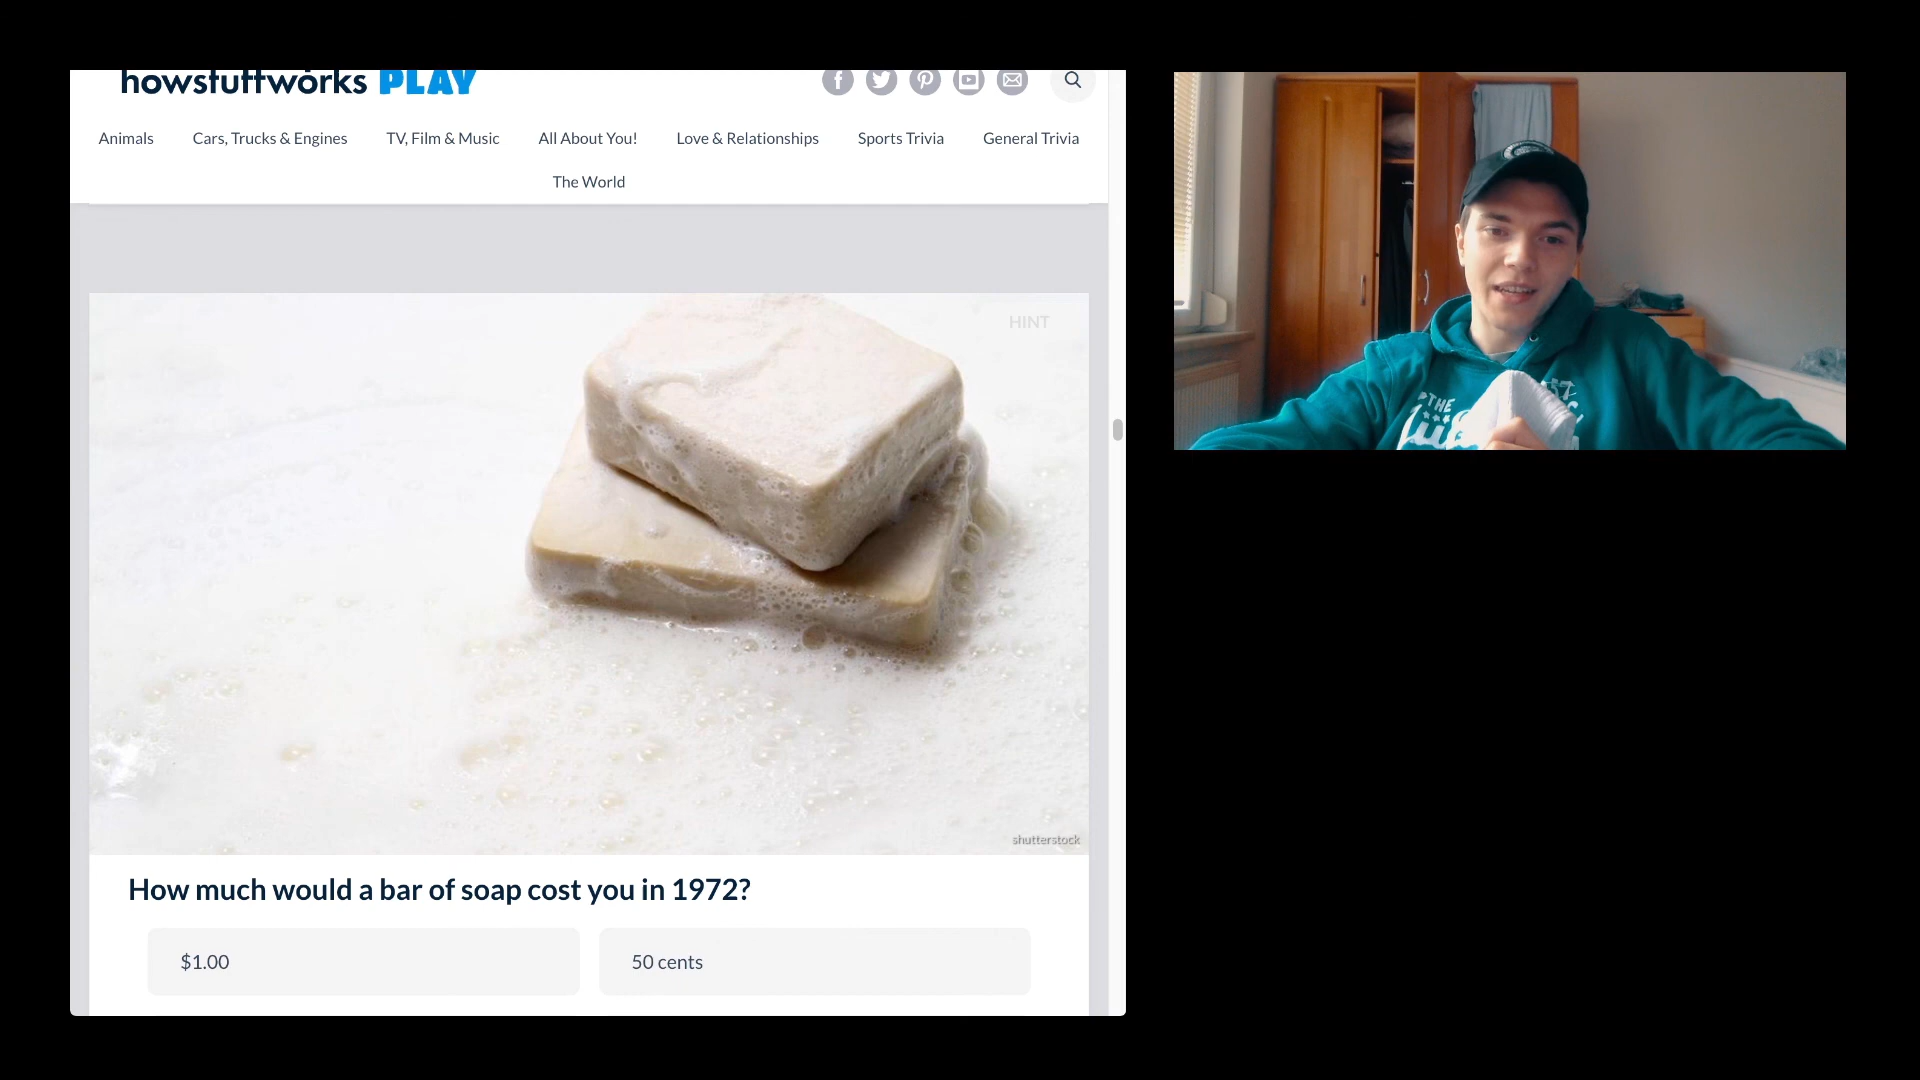 howstuffworks PLAY
Animals Cars, Trucks & Engines TV, Film & Music All About You! Love & Relationships Sports Trivia General Trivia
The World
HINT
THE
shutterstock
How much would a bar of soap cost you in 1972?
$1.00 50 cents